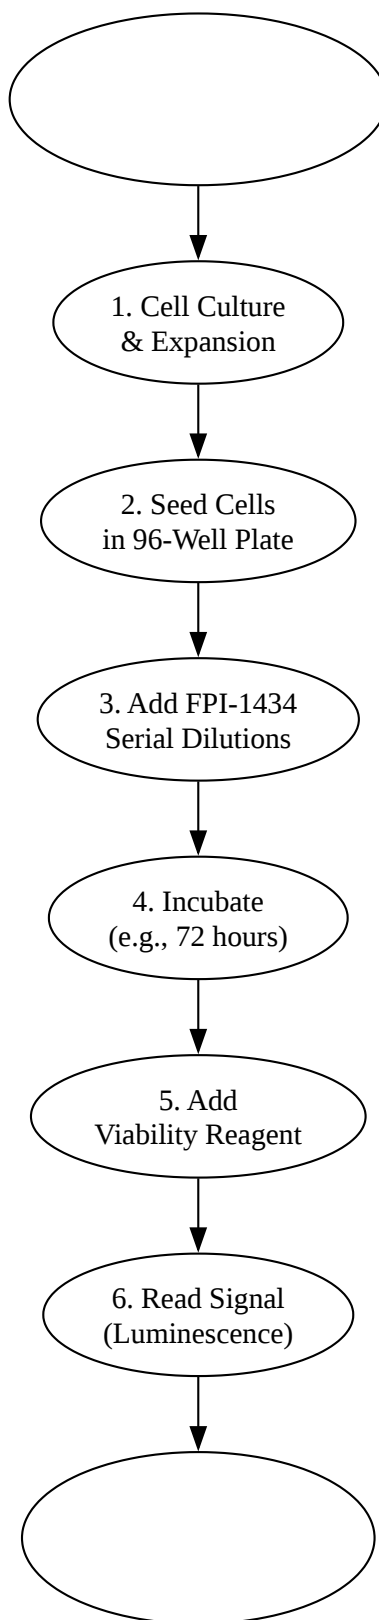 1. Cell Culture
& Expansion
2. Seed Cells
in 96-Well Plate
3. Add FPI-1434
Serial Dilutions
4. Incubate
(e.g., 72 hours)
5. Add
Viability Reagent
6. Read Signal
(Luminescence)